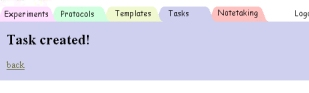 Experiments Protocols Templates Tasks Notetaking
Task created!
back